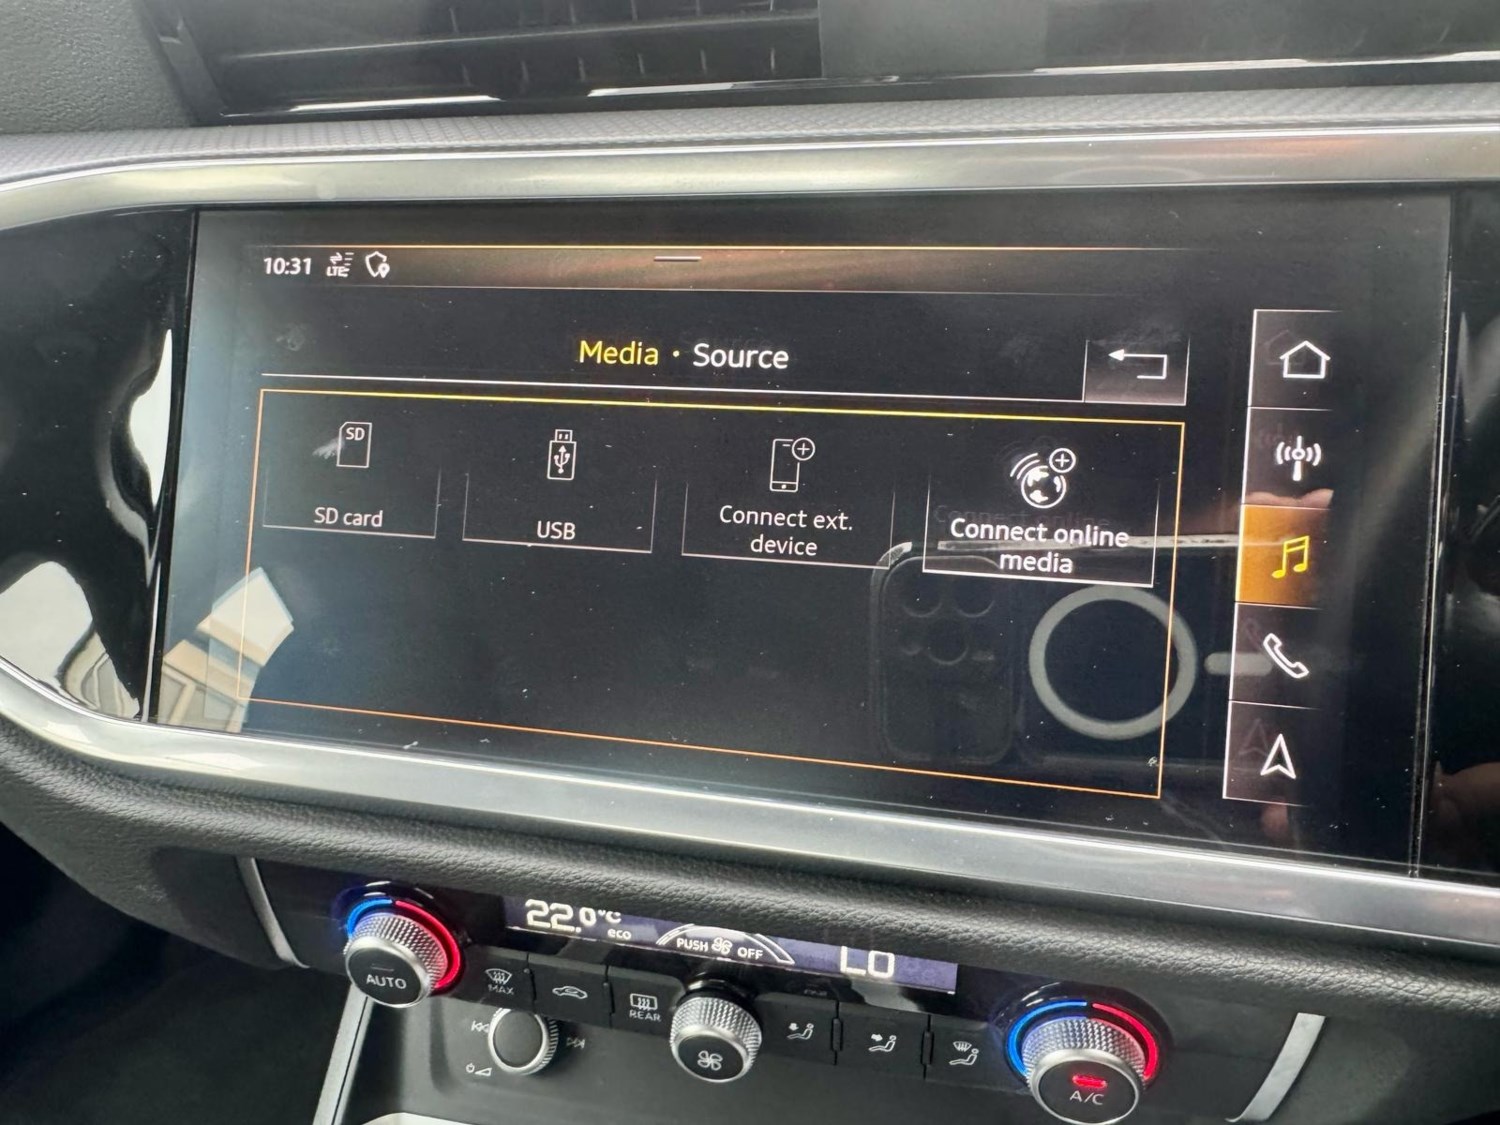 10:31 LTE
Media · Source
SD
SD card
USB
Connect ext.
device
Connect online
media
22.0°C
eco
PUSH OFF
LO
AUTO
MAX
REAR
A/C